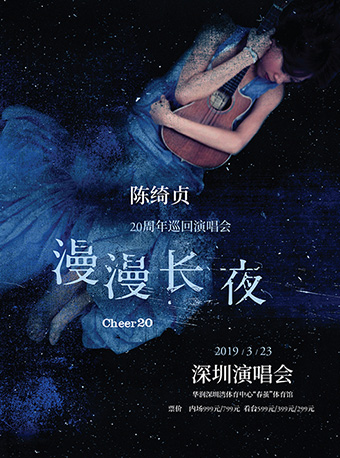 陈绮贞
20周年巡回演唱会
漫漫长夜
Cheer20
2019 / 3 / 23
深圳演唱会
华润深圳湾体育中心“春茧”体育馆
票价 内场999元/799元 看台599元/399元/299元